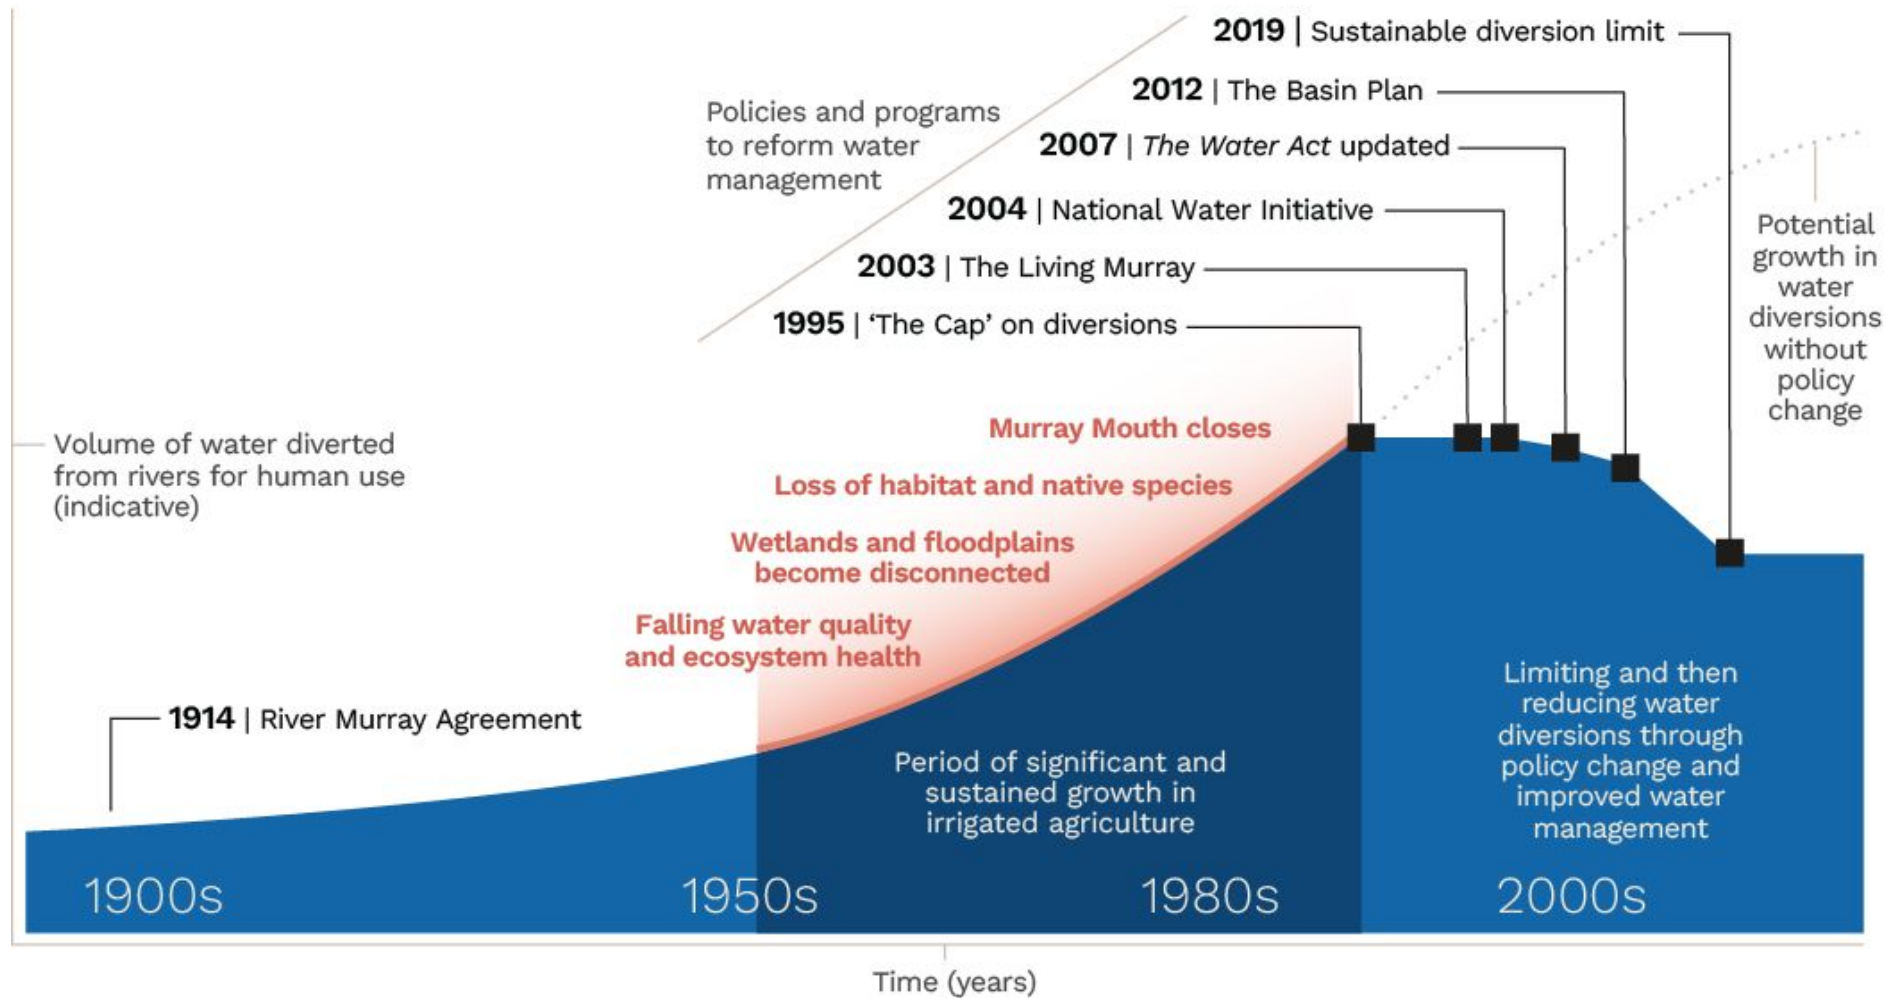 2019 | Sustainable diversion limit
2012 | The Basin Plan
Policies and programs
to reform water
management
2007 | The Water Act updated
2004 | National Water Initiative
2003 | The Living Murray
1995 | ‘The Cap’ on diversions
Potential
growth in
water
diversions
without
policy
change
Volume of water diverted
from rivers for human use
(indicative)
Murray Mouth closes
Loss of habitat and native species
Wetlands and floodplains
become disconnected
Falling water quality
and ecosystem health
1914 | River Murray Agreement
Period of significant and
sustained growth in
irrigated agriculture
Limiting and then
reducing water
diversions through
policy change and
improved water
management
1900s
1950s
1980s
2000s
Time (years)